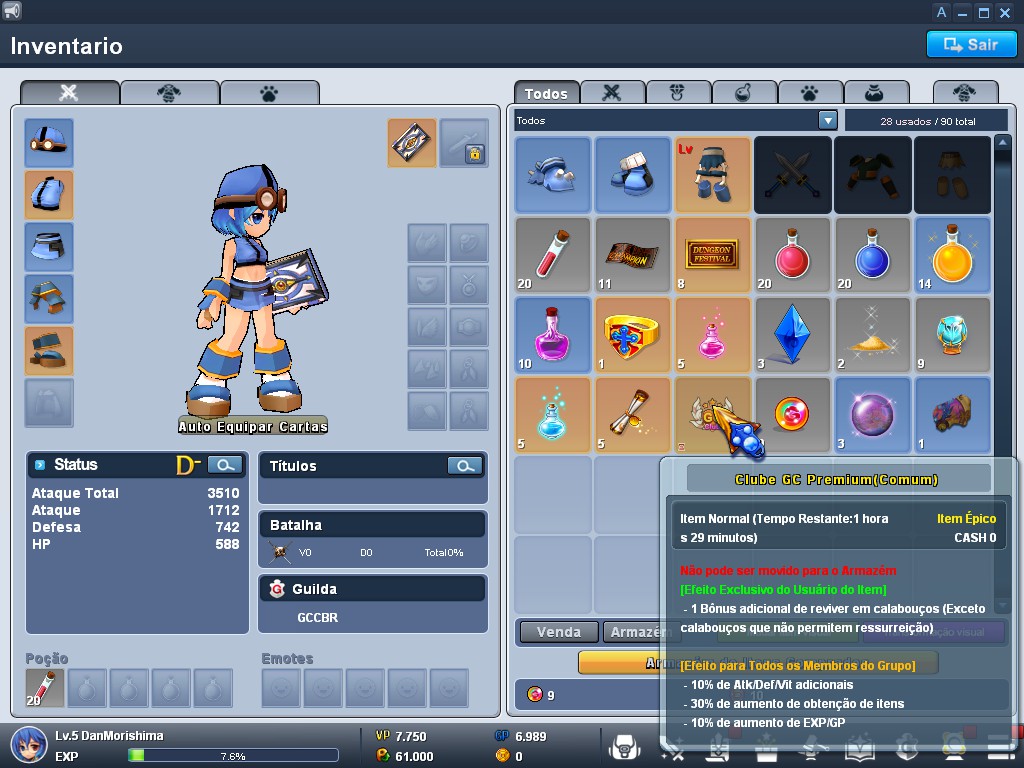 A
Inventario
Sair
Todos
Todos
28 usados / 90 total
Lv
20
11
DUNGEON
FESTIVAL
8
20
20
14
10
1
5
3
2
9
5
5
3
1
Auto Equipar Cartas
Status
D-
Ataque Total 3510
Ataque 1712
Defesa 742
HP 588
Títulos
Batalha
V0 D0 Total0%
Guilda
GCCBR
Poção
20
Emotes
Clube GC Premium(Comum)
Item Normal (Tempo Restante:1 hora
s 29 minutos)
Item Épico
CASH 0
Não pode ser movido para o Armazém
[Efeito Exclusivo do Usuário do Item]
- 1 Bónus adicional de reviver em calabouços (Exceto
calabouços que não permitem ressurreição)
[Efeito para Todos os Membros do Grupo]
- 10% de Atk/Def/Vit adicionais
- 30% de aumento de obtenção de itens
- 10% de aumento de EXP/GP
Venda
Armazém
9
Lv.5 DanMorishima
EXP
7.6%
VP 7.750
GP 6.989
61.000
0